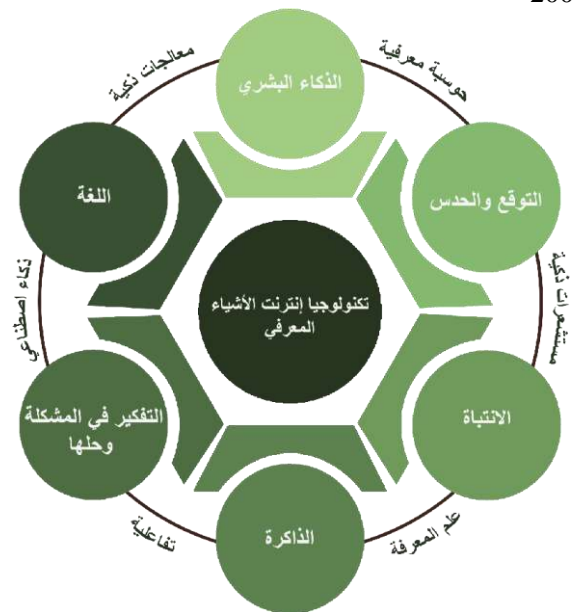 الذكاء البشري
حوسبة معرفية
التوقع والحدس
مستشعرات ذكية
الانتباة
علم المعرفة
الذاكرة
تفاعلية
التفكير في المشكلة
وحلها
ذكاء اصطناعي
اللغة
معالجات ذكية
تكنولوجيا إنترنت الأشياء
المعرفي